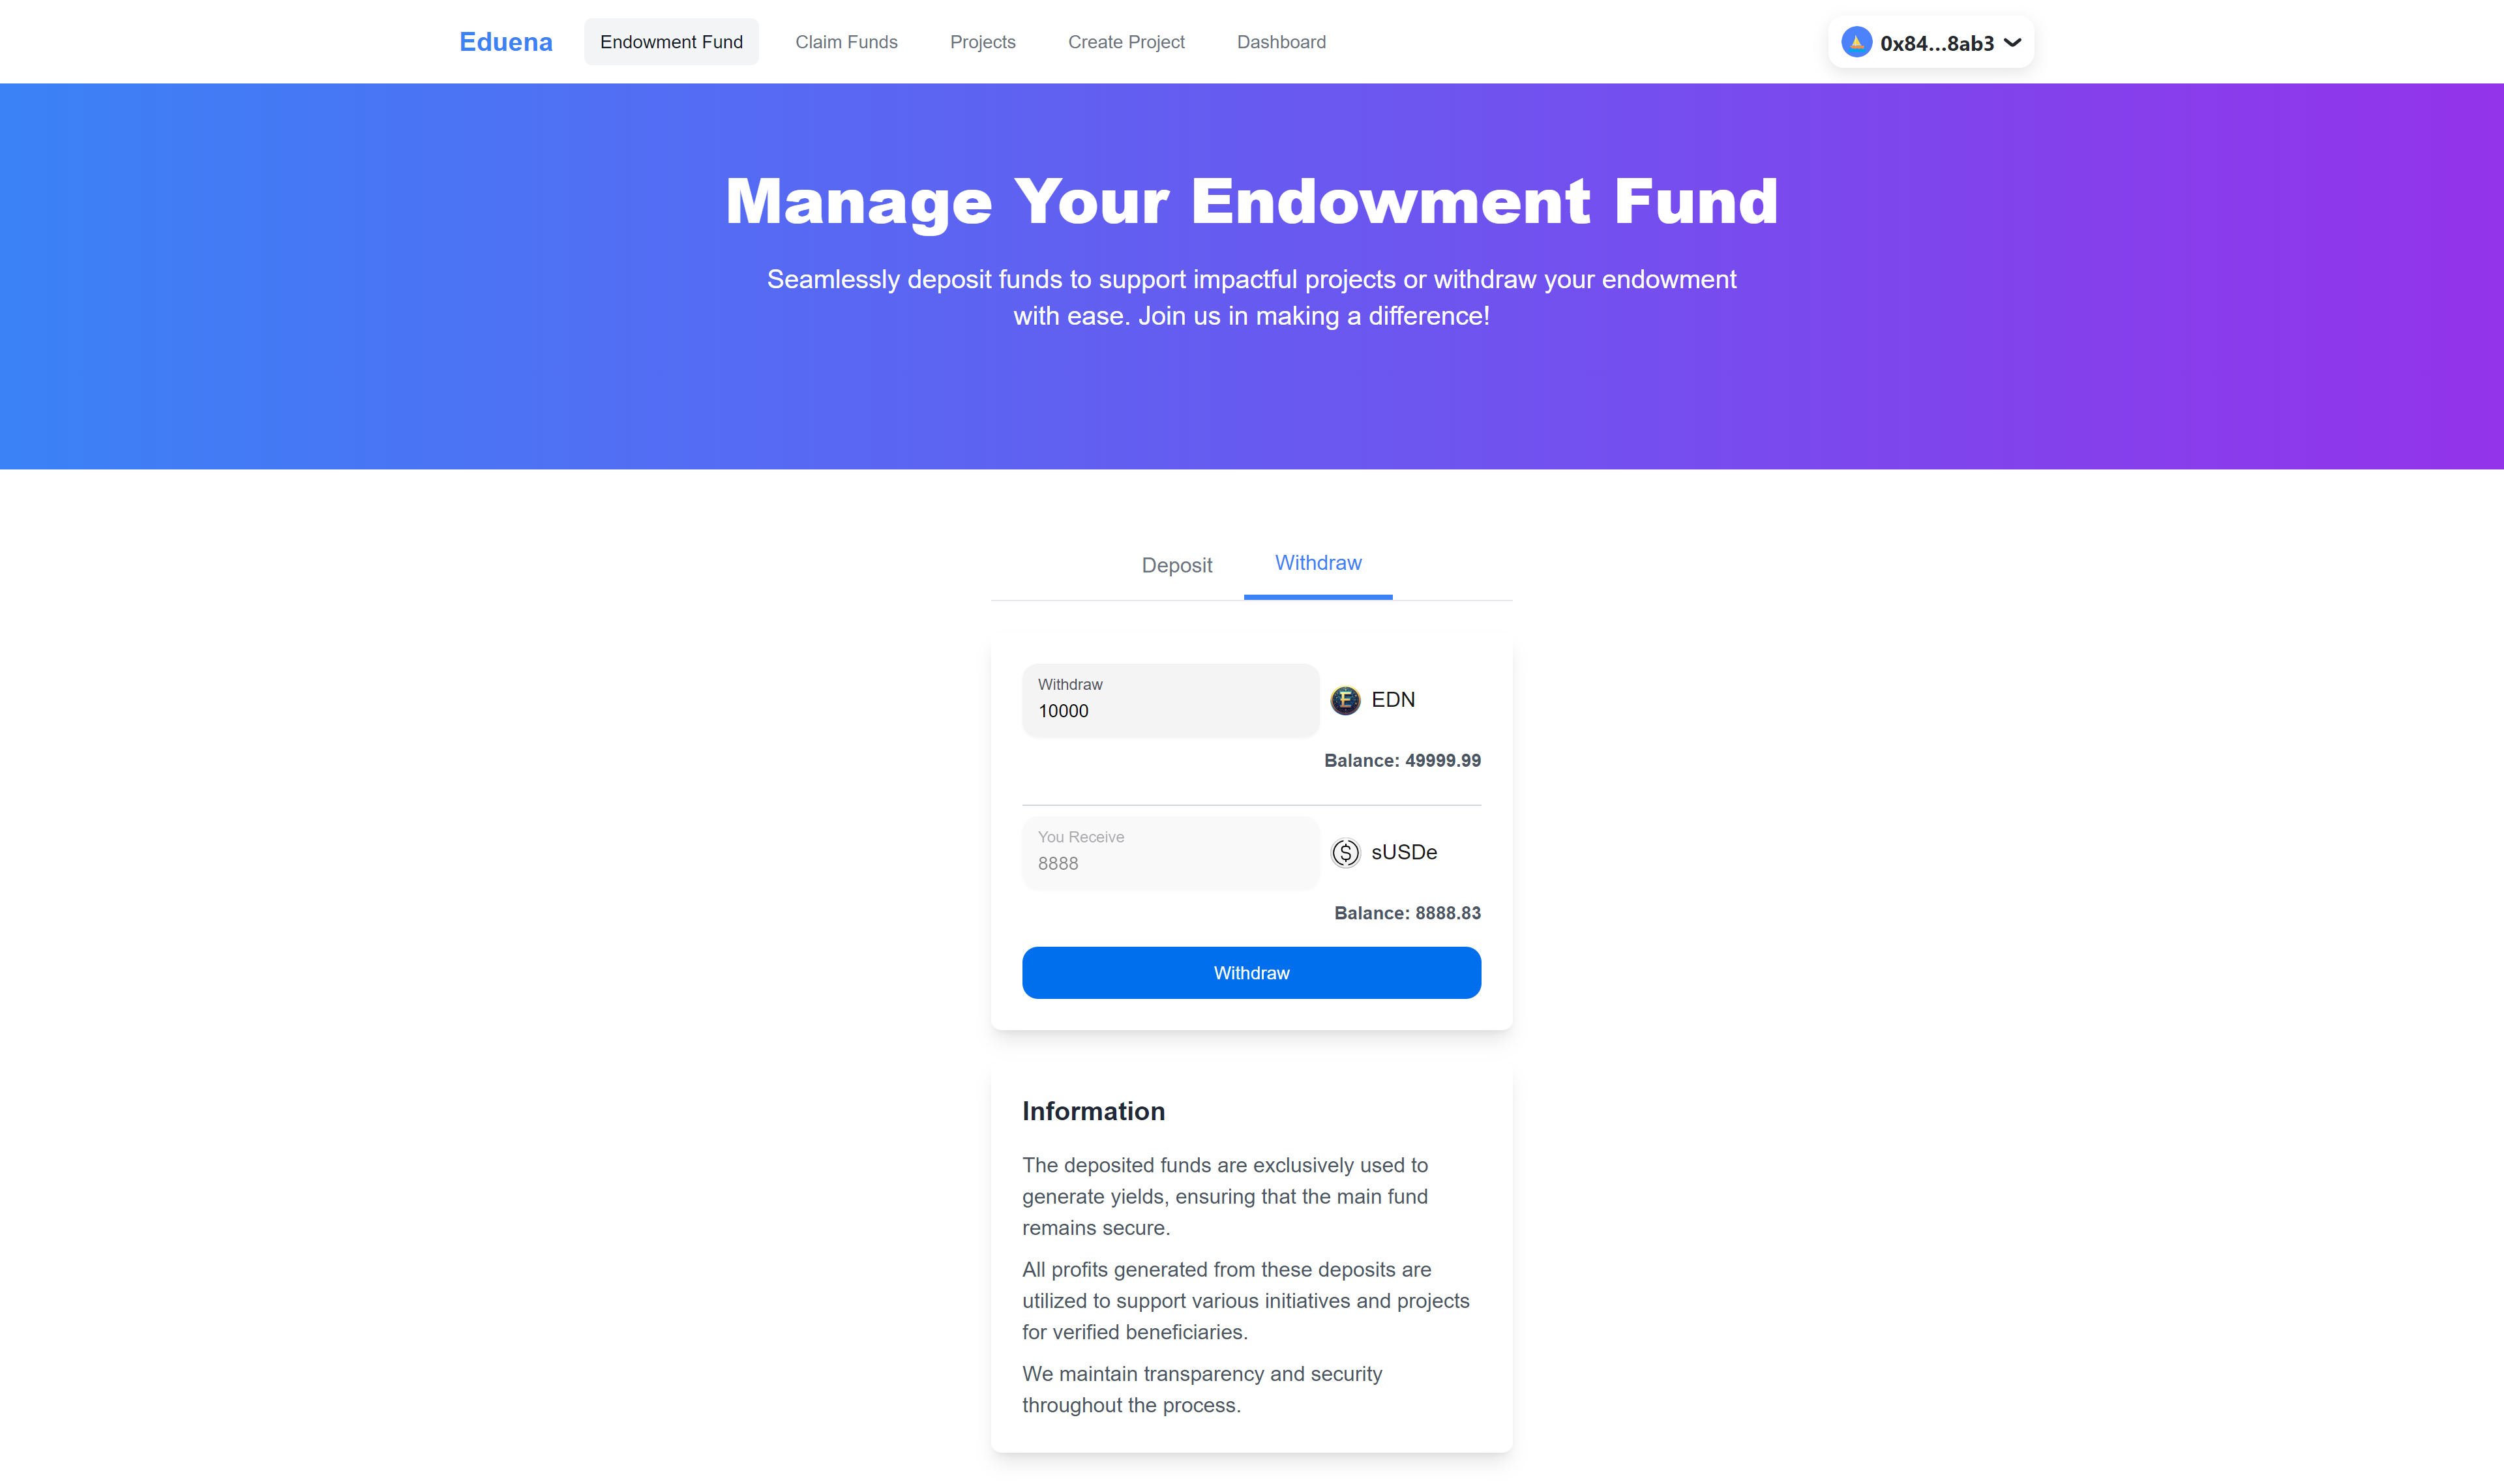 Eduena
Endowment Fund
Claim Funds
Projects
Create Project
Dashboard
0x84...8ab3
Manage Your Endowment Fund
Seamlessly deposit funds to support impactful projects or withdraw your endowment
with ease. Join us in making a difference!
Deposit
Withdraw
Withdraw
10000
E
EDN
Balance: 49999.99
You Receive
8888
$
sUSDe
Balance: 8888.83
Withdraw
Information
The deposited funds are exclusively used to
generate yields, ensuring that the main fund
remains secure.
All profits generated from these deposits are
utilized to support various initiatives and projects
for verified beneficiaries.
We maintain transparency and security
throughout the process.